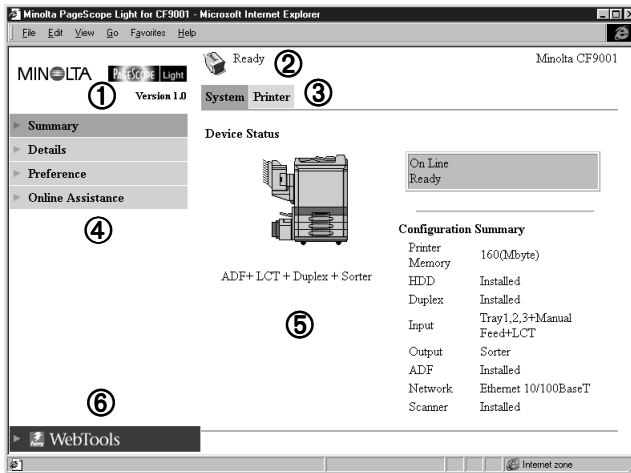 Minolta PageScope Light for CF9001 - Microsoft Internet Explorer
File Edit View Go Favorites Help
MINOLTA PAGESCOPE Light
① Version 1.0
Ready ②
Minolta CF9001
System Printer ③
Summary
Details
Preference
Online Assistance
④
Device Status
On Line
Ready
ADF+ LCT + Duplex + Sorter
⑤
Configuration Summary
Printer Memory 160(Mbyte)
HDD Installed
Duplex Installed
Input Tray1,2,3+Manual Feed+LCT
Output Sorter
ADF Installed
Network Ethernet 10/100BaseT
Scanner Installed
⑥
WebTools
Internet zone